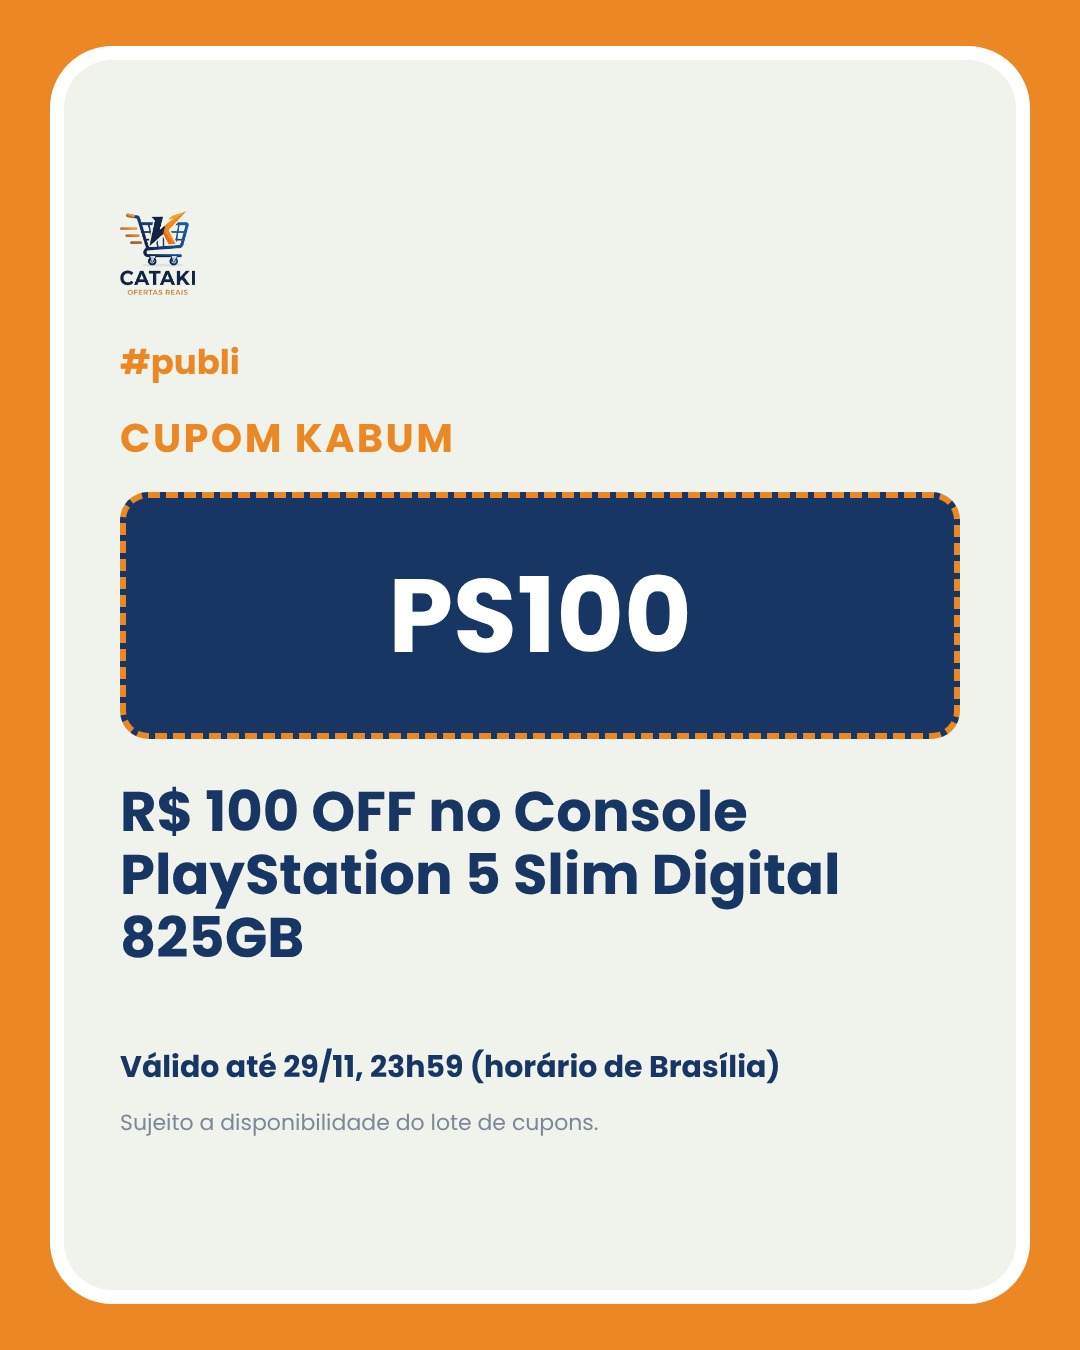 CATAKI
OFERTAS REAIS
#publi
CUPOM KABUM
PS100
R$ 100 OFF no Console
PlayStation 5 Slim Digital
825GB
Válido até 29/11, 23h59 (horário de Brasília)
Sujeito a disponibilidade do lote de cupons.